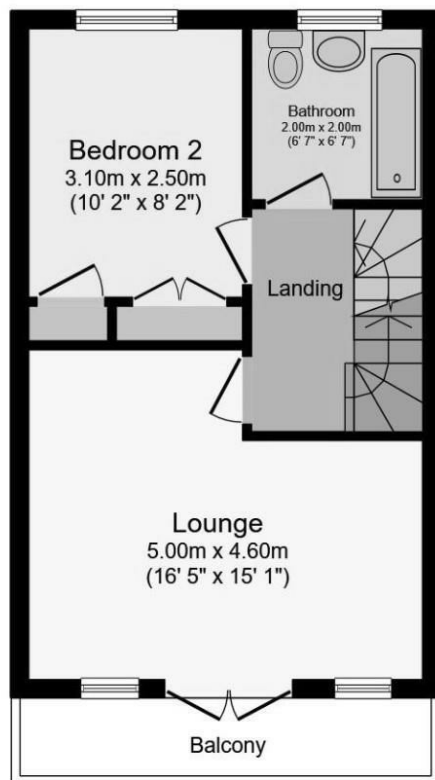 Bedroom 2
3.10m x 2.50m
(10' 2" x 8' 2")
Bathroom
2.00m x 2.00m
(6' 7" x 6' 7")
Landing
Lounge
5.00m x 4.60m
(16' 5" x 15' 1")
Balcony